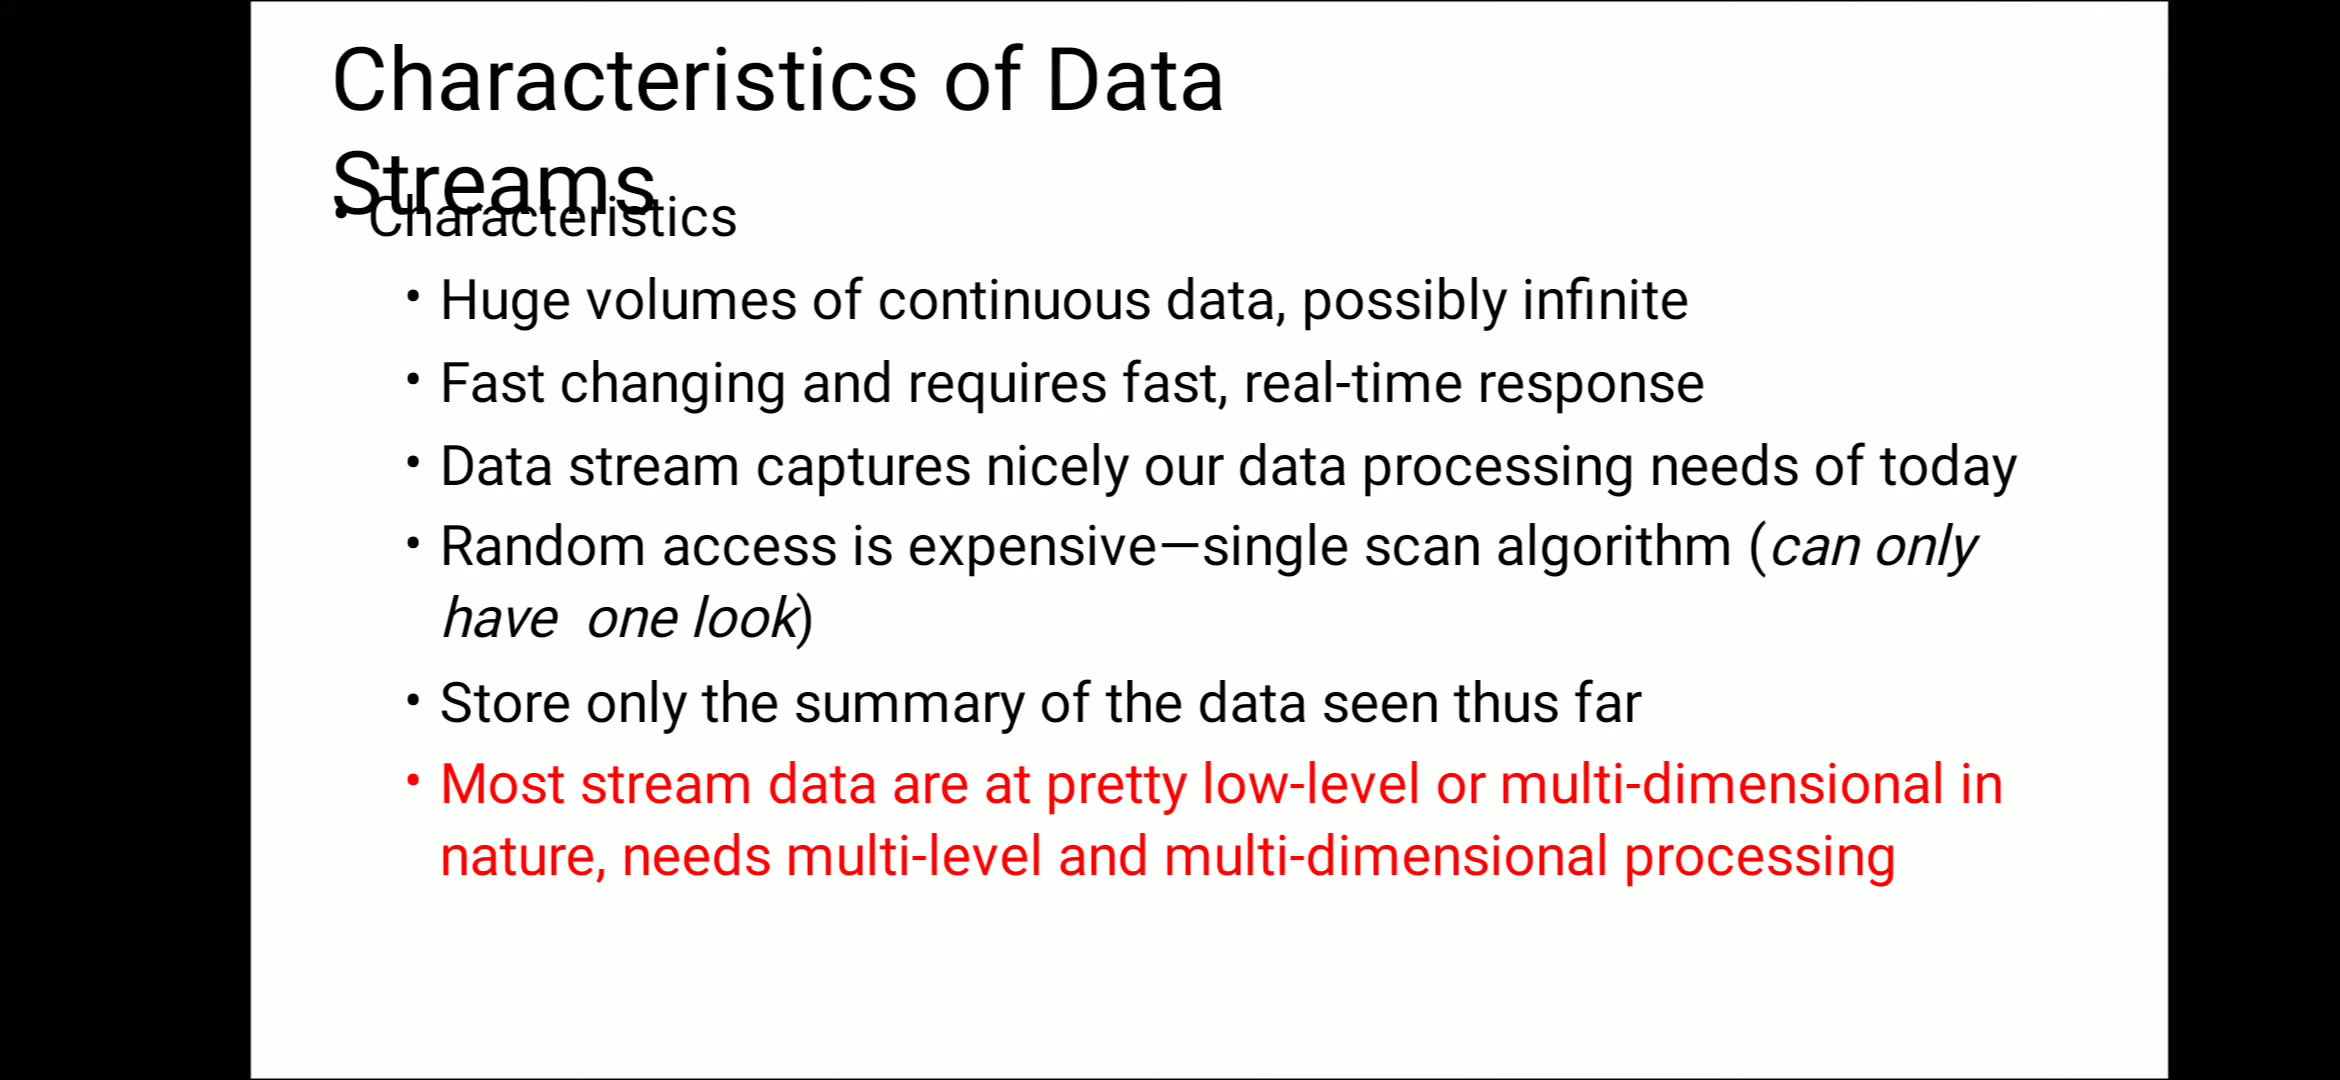 Characteristics of Data
Streams
• Characteristics
• Huge volumes of continuous data, possibly infinite
• Fast changing and requires fast, real-time response
• Data stream captures nicely our data processing needs of today
• Random access is expensive—single scan algorithm (can only
have  one look)
• Store only the summary of the data seen thus far
• Most stream data are at pretty low-level or multi-dimensional in
nature, needs multi-level and multi-dimensional processing